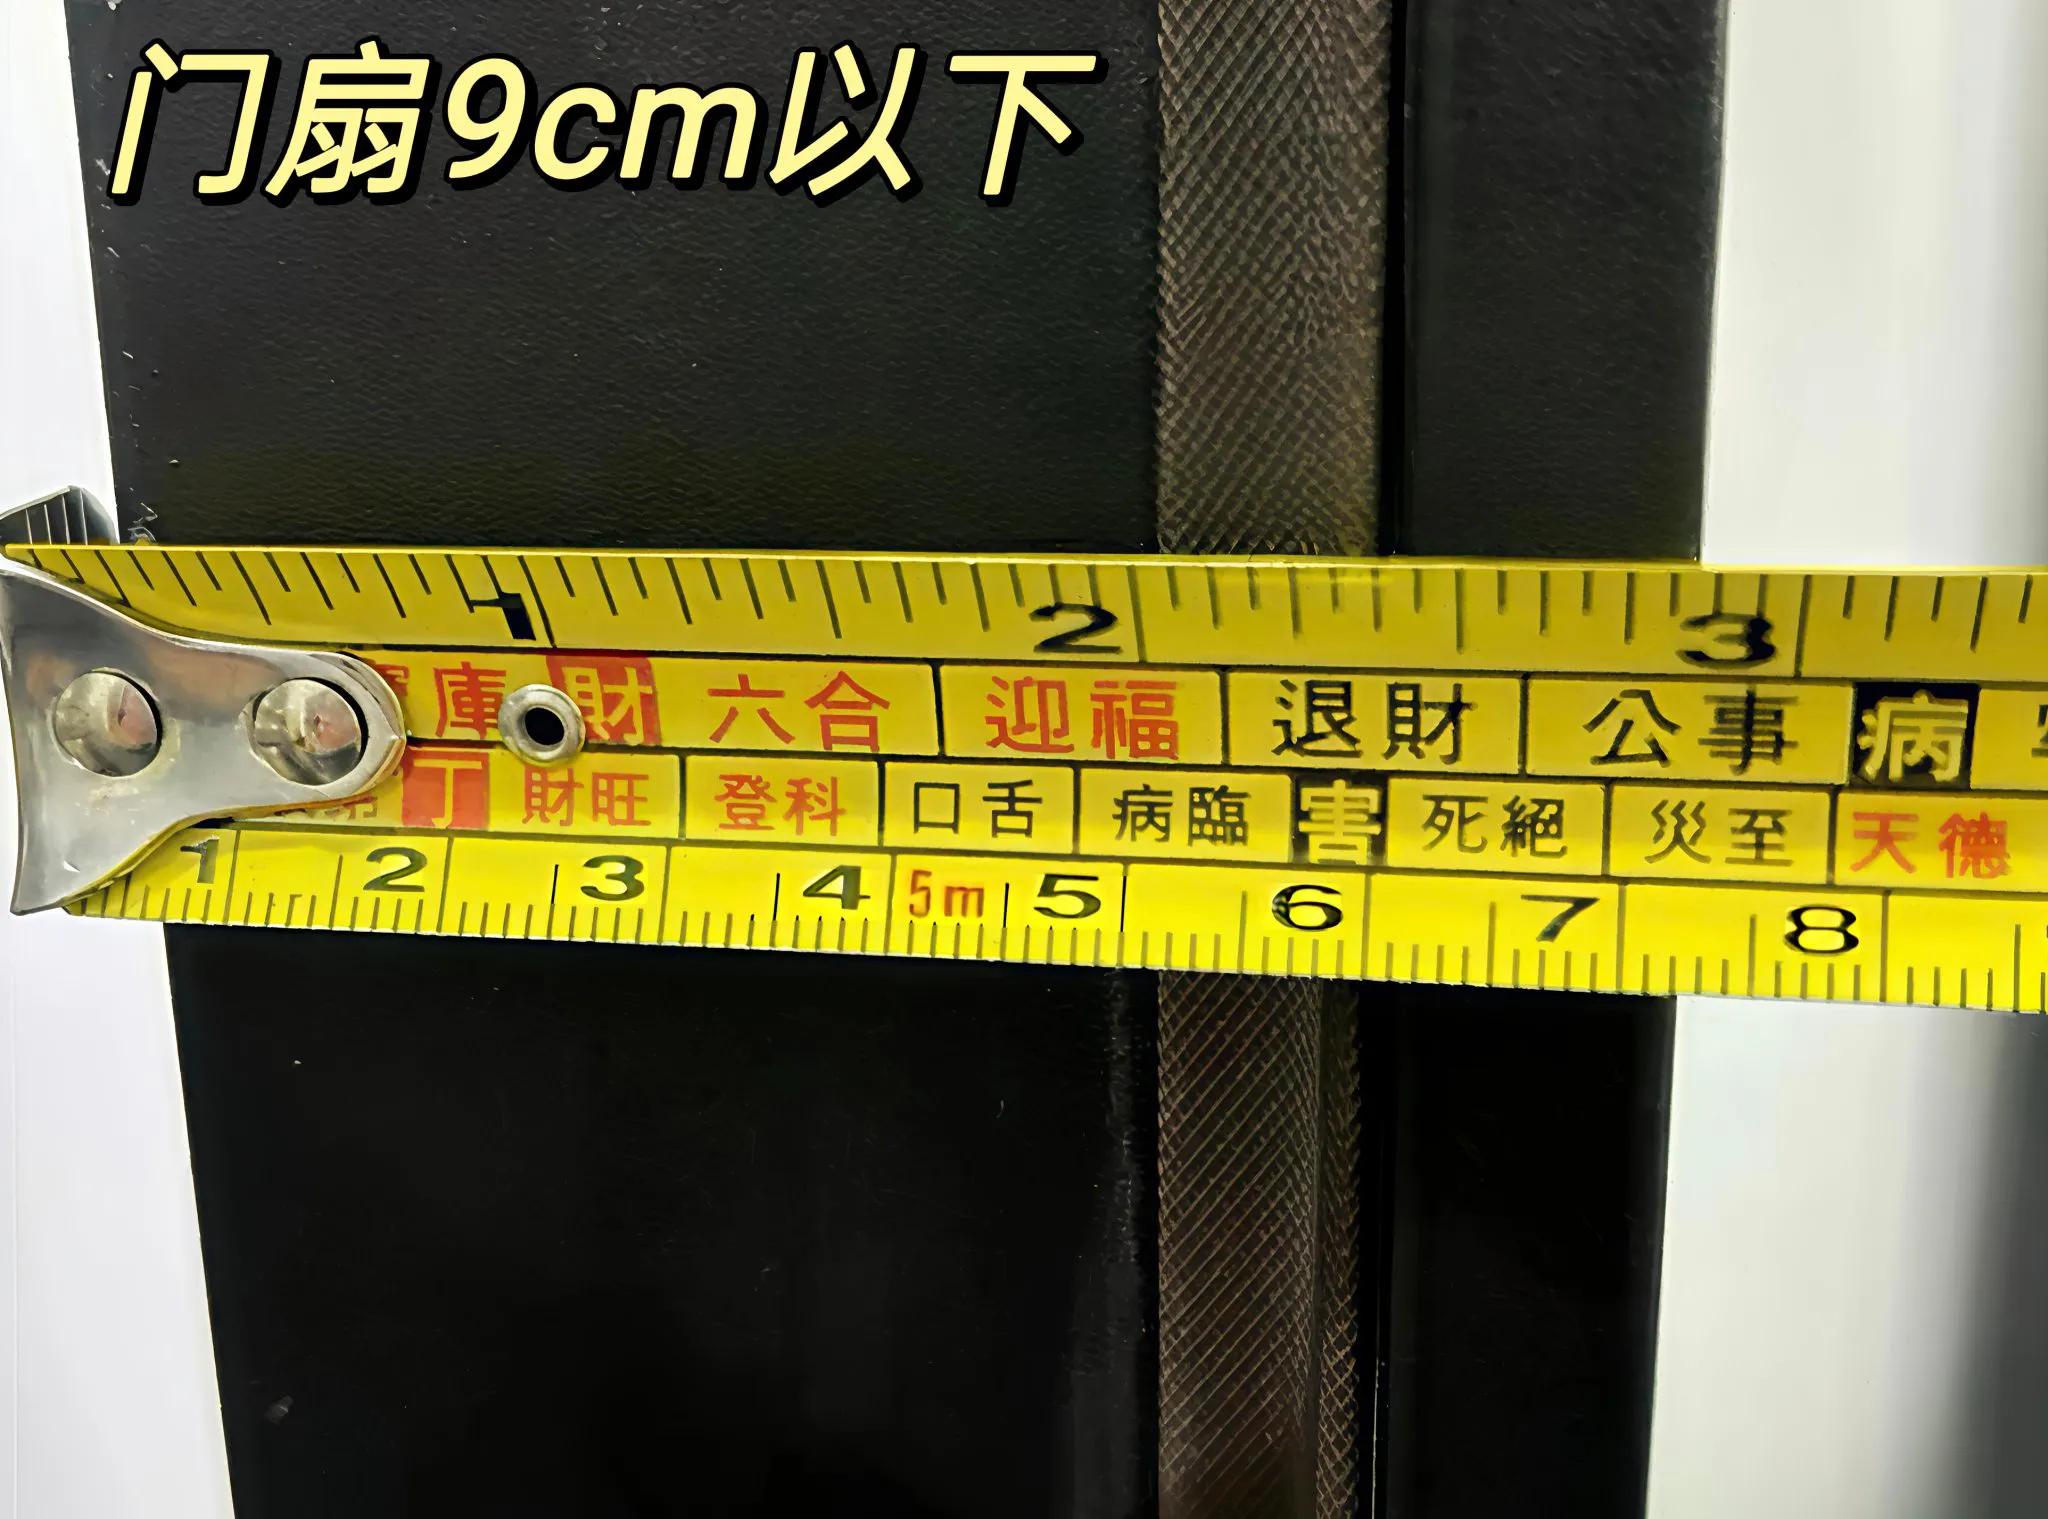 门扇9cm以下
1 2 3
庫 財 六合 迎福 退財 公事 病
丁 財旺 登科 口舌 病臨 害 死絕 災至 天德
1 2 3 4 5m 5 6 7 8